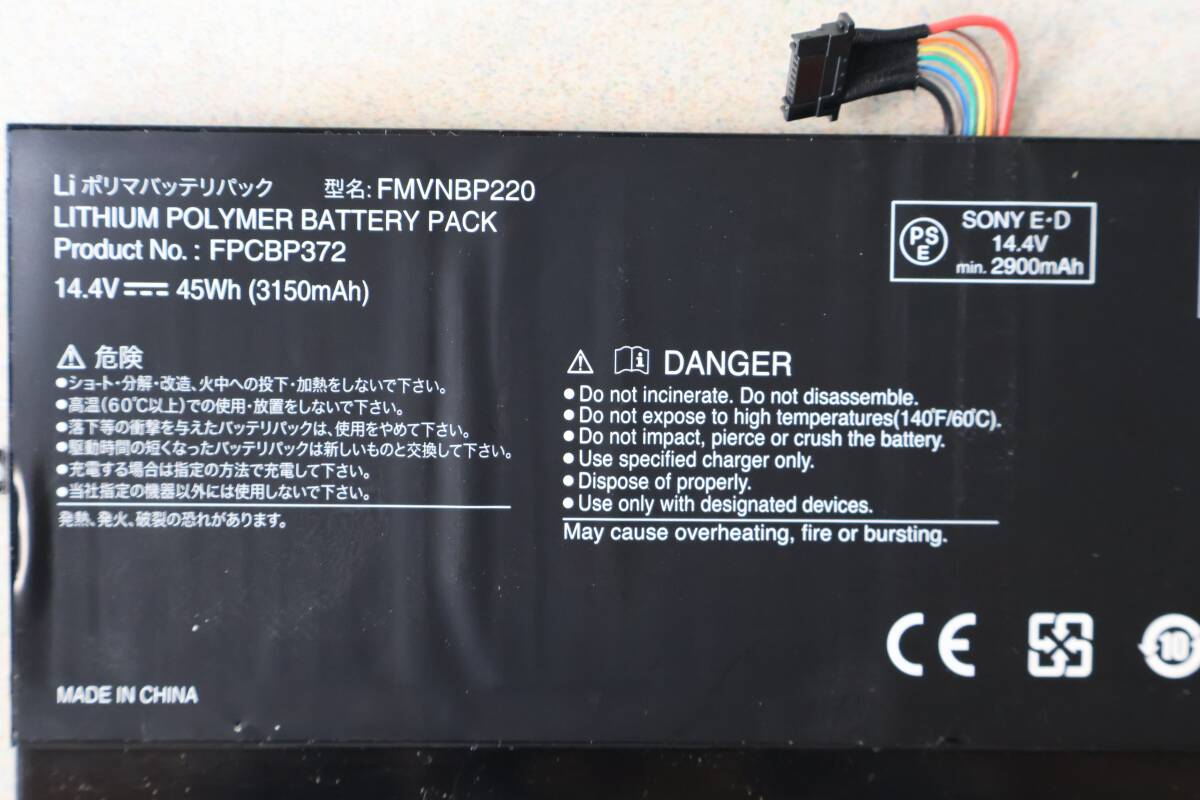 Li ポリマバッテリパック 型名: FMVNBP220
LITHIUM POLYMER BATTERY PACK
Product No. : FPCBP372
14.4V 45Wh (3150mAh)
PSE
SONY E・D
14.4V
min. 2900mAh
危険
●ショート・分解・改造、火中への投下・加熱をしないで下さい。
●高温(60℃以上)での使用・放置をしないで下さい。
●落下等の衝撃を与えたバッテリパックは、使用をやめて下さい。
●駆動時間の短くなったバッテリパックは新しいものと交換して下さい。
●充電する場合は指定の方法で充電して下さい。
●当社指定の機器以外には使用しないで下さい。
発熱、発火、破裂の恐れがあります。
DANGER
●Do not incinerate. Do not disassemble.
●Do not expose to high temperatures(140℉/60℃).
●Do not impact, pierce or crush the battery.
●Use specified charger only.
●Dispose of properly.
●Use only with designated devices.
May cause overheating, fire or bursting.
CE
10
MADE IN CHINA